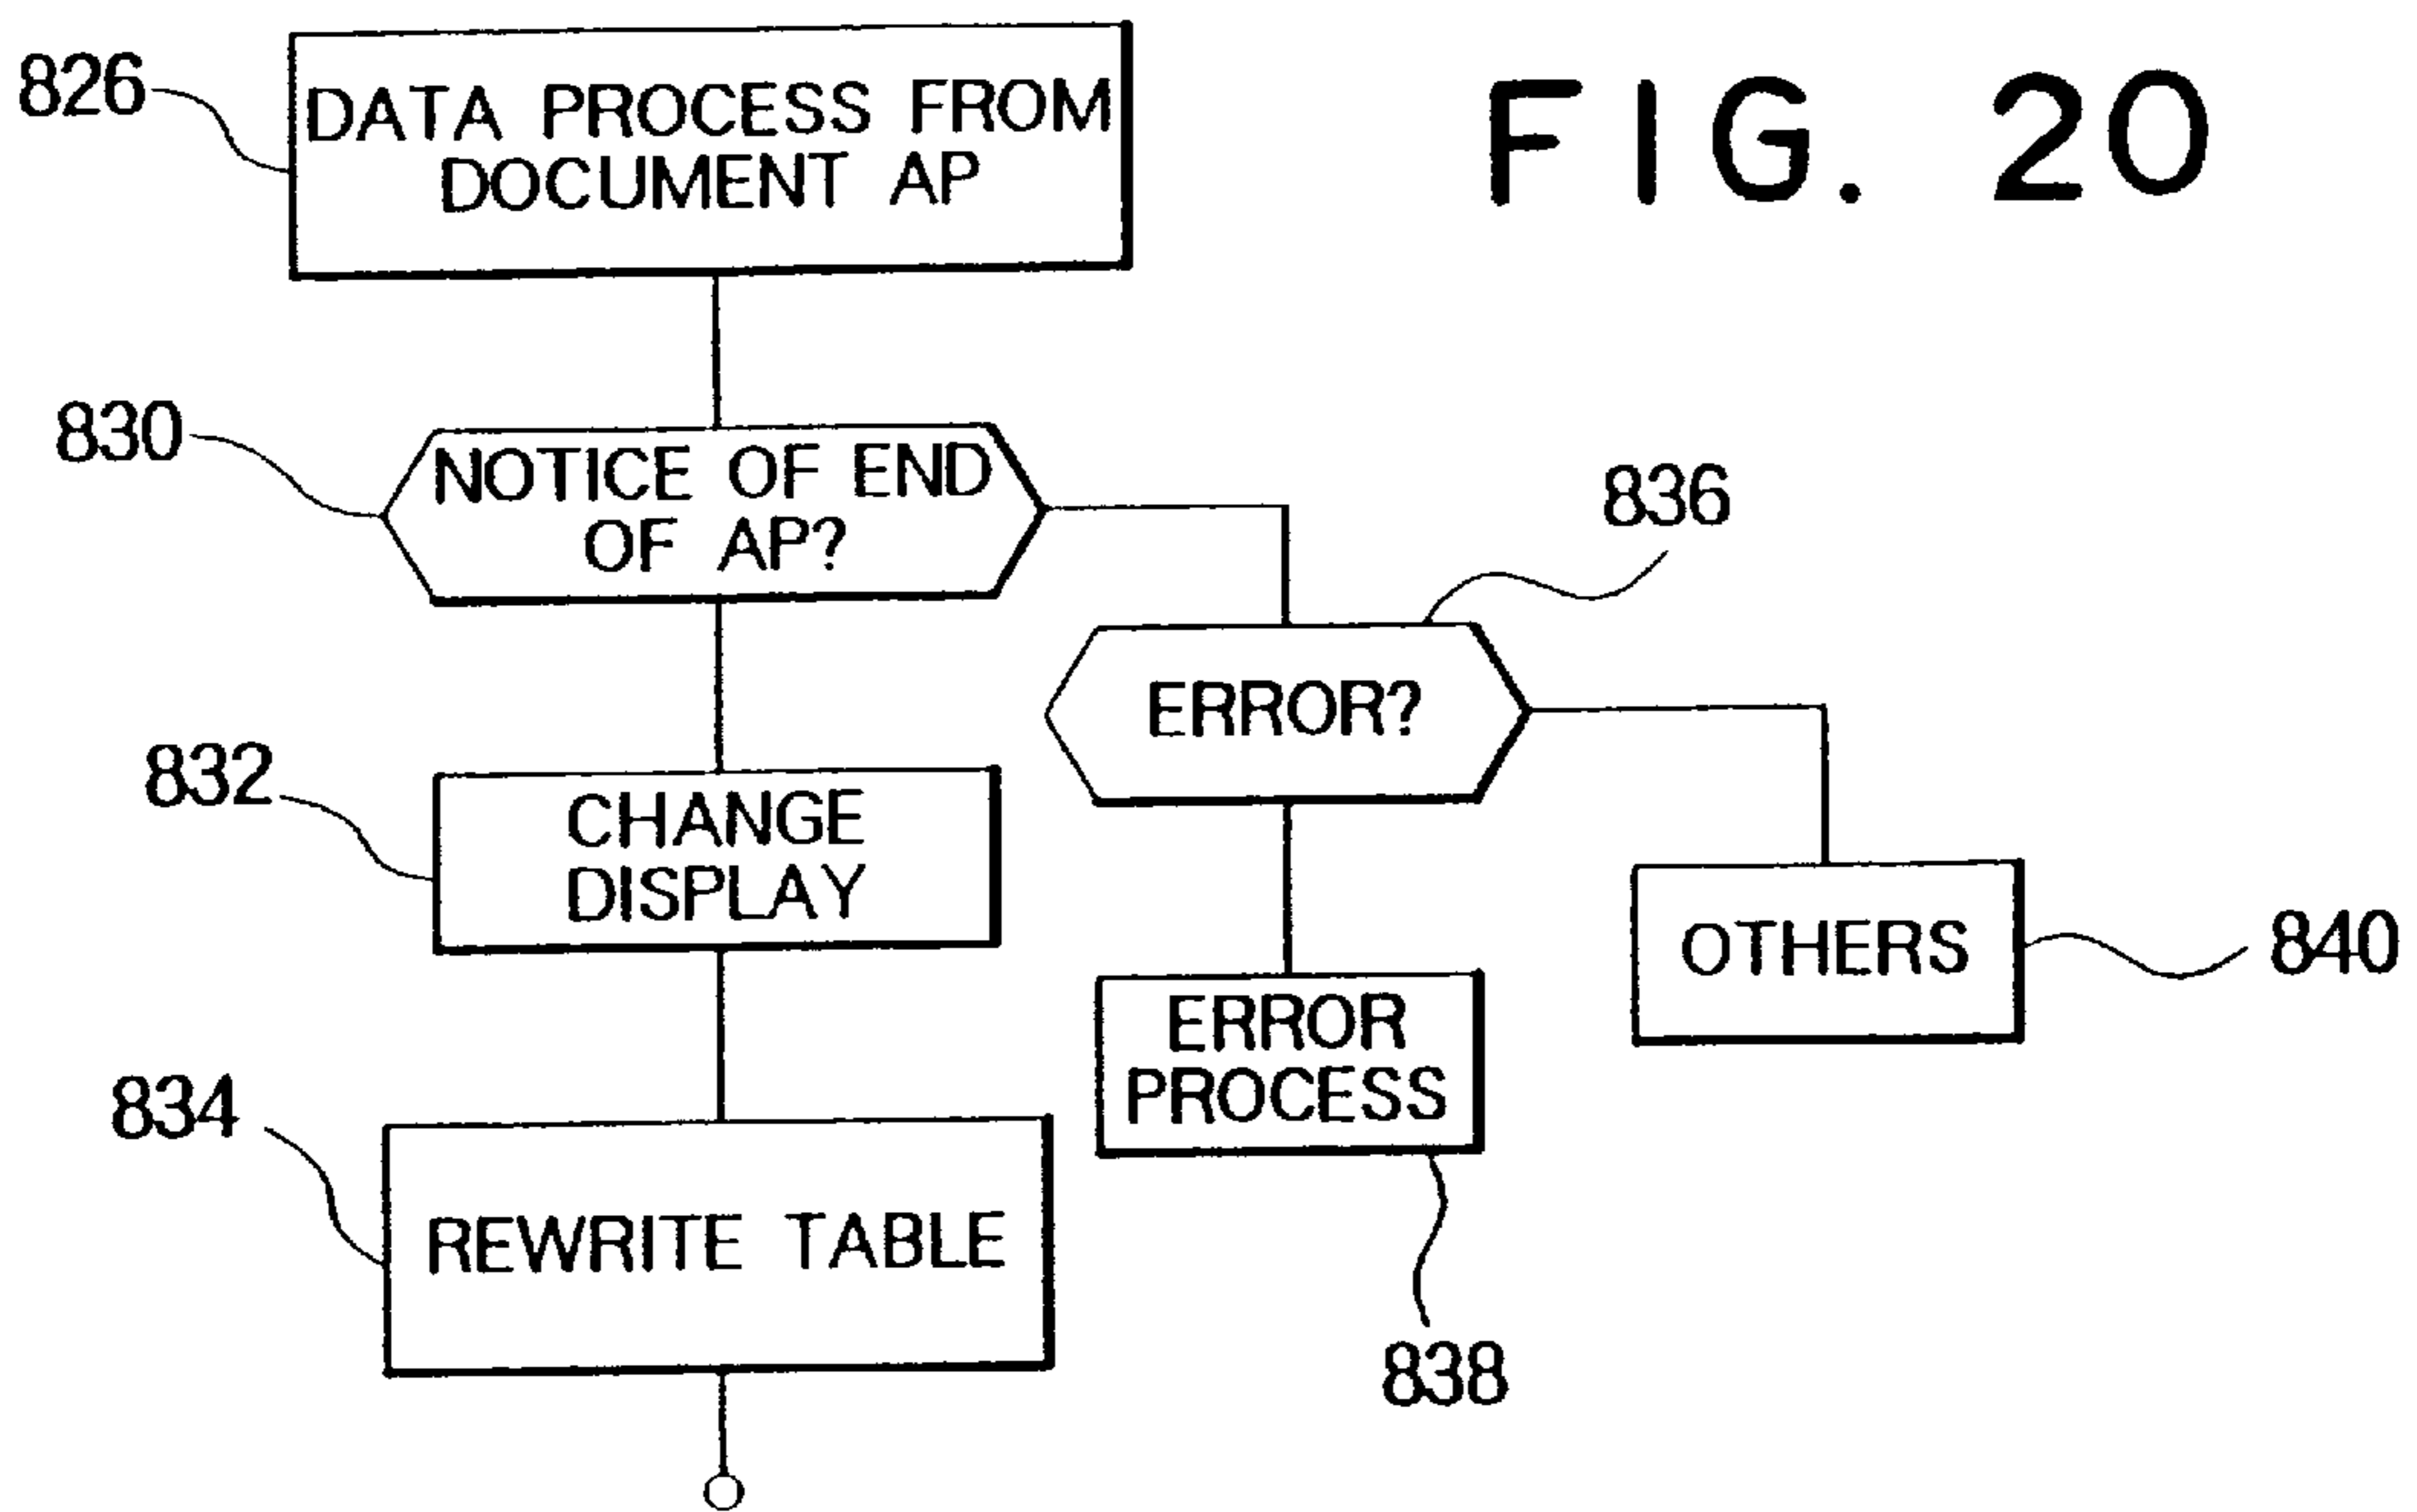 FIG. 20
826
DATA PROCESS FROM
DOCUMENT AP
830
NOTICE OF END
OF AP?
836
ERROR?
832
CHANGE
DISPLAY
OTHERS
840
834
REWRITE TABLE
ERROR
PROCESS
838